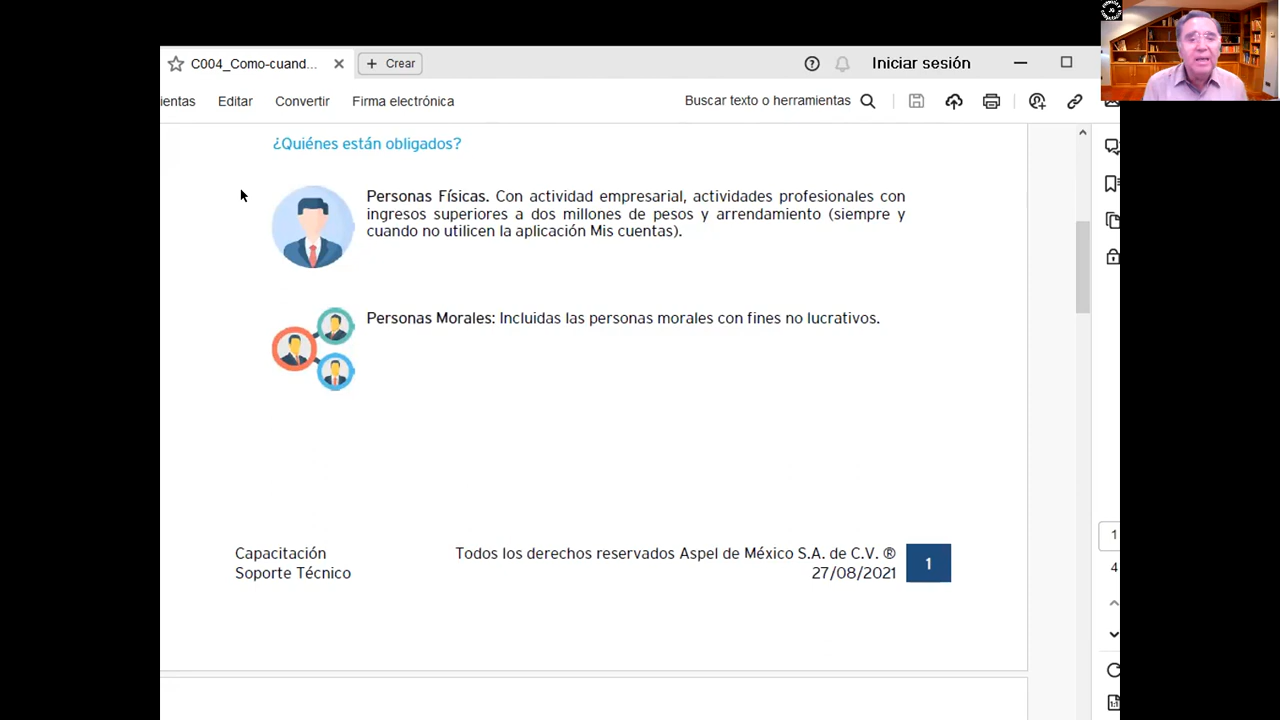 C004_Como-cuand...
Crear
Iniciar sesión
ientas
Editar
Convertir
Firma electrónica
Buscar texto o herramientas
¿Quiénes están obligados?
Personas Físicas. Con actividad empresarial, actividades profesionales con
ingresos superiores a dos millones de pesos y arrendamiento (siempre y
cuando no utilicen la aplicación Mis cuentas).
Personas Morales: Incluidas las personas morales con fines no lucrativos.
Capacitación
Soporte Técnico
Todos los derechos reservados Aspel de México S.A. de C.V. ®
27/08/2021
1
1
4
1:1